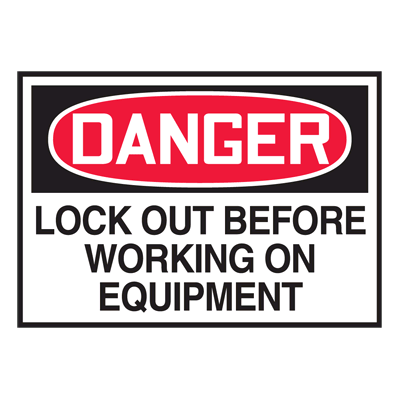 DANGER
LOCK OUT BEFORE
WORKING ON
EQUIPMENT